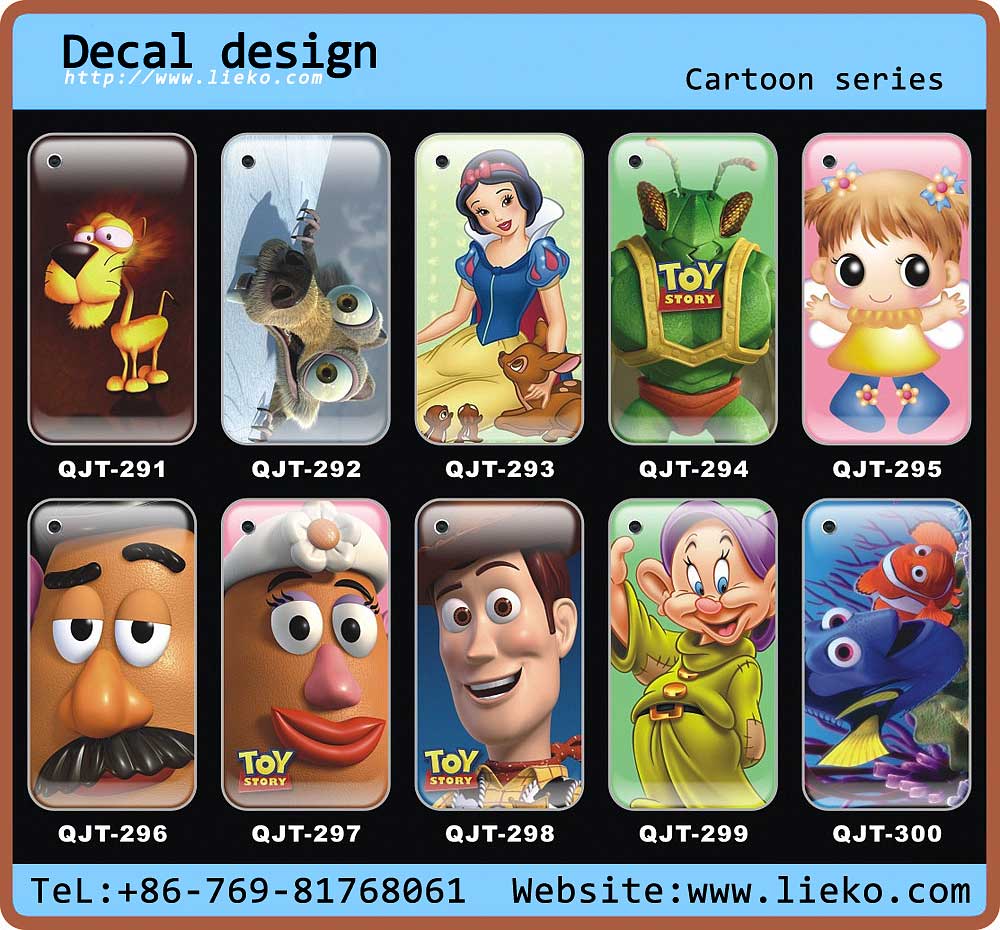 Decal design
http://www.lieko.com
Cartoon series
TOY
STORY
QJT-291 QJT-292 QJT-293 QJT-294 QJT-295
TOY
STORY
TOY
STORY
QJT-296 QJT-297 QJT-298 QJT-299 QJT-300
TeL:+86-769-81768061 Website:www.lieko.com